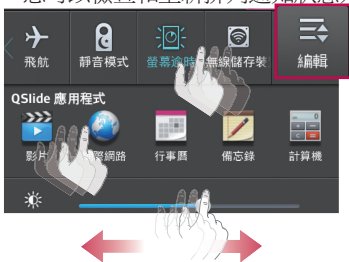 飛航 靜音模式 螢幕逾時 無線儲存裝 編輯
QSlide 應用程式
影片 際網路 行事曆 備忘錄 計算機